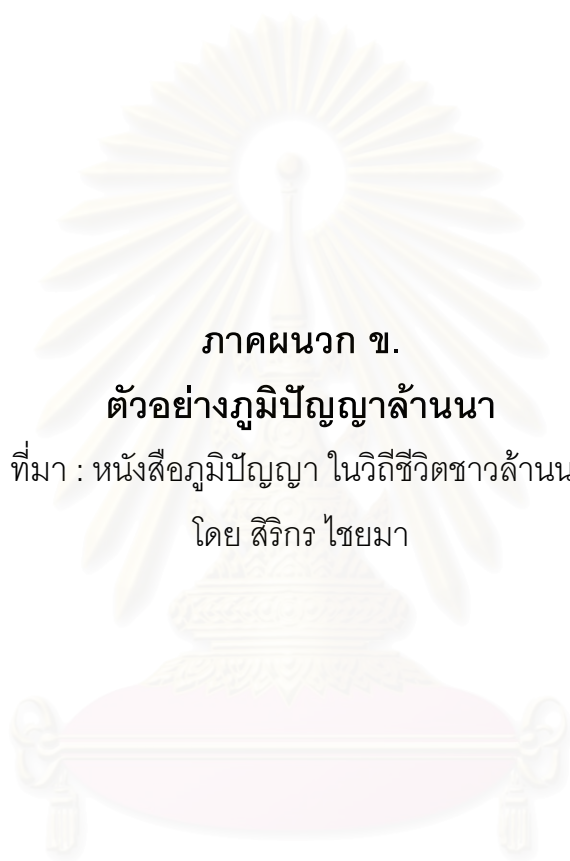 ภาคผนวก ข.
ตัวอย่างภูมิปัญญาล้านนา
ที่มา : หนังสือภูมิปัญญา ในวิถีชีวิตชาวล้านน
โดย สิริกร ไชยมา